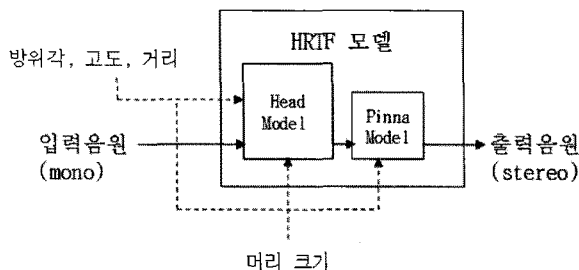 HRTF 모델
방위각, 고도, 거리
Head
Model
Pinna
Model
입력음원
(mono)
출력음원
(stereo)
머리 크기